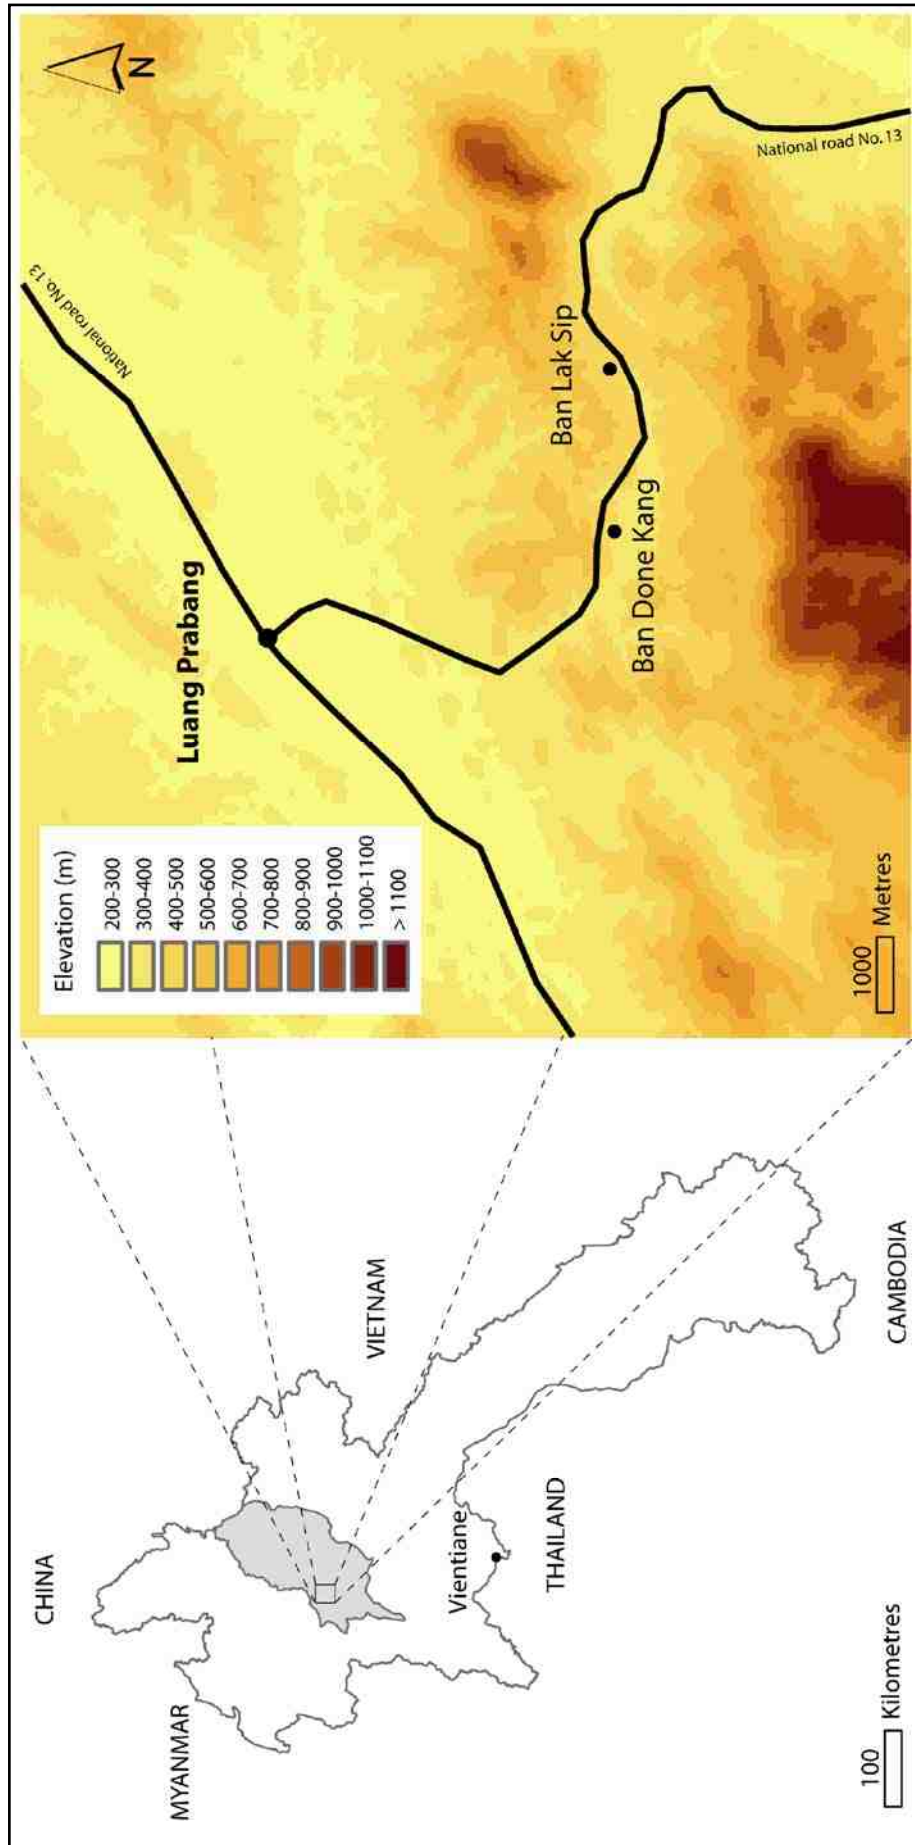 CHINA
MYANMAR
VIETNAM
Vientiane
THAILAND
CAMBODIA
100
Kilometres
Elevation (m)
200-300
300-400
400-500
500-600
600-700
700-800
800-900
900-1000
1000-1100
> 1100
N
National road No. 13
Luang Prabang
Ban Lak Sip
Ban Done Kang
National road No. 13
1000
Metres